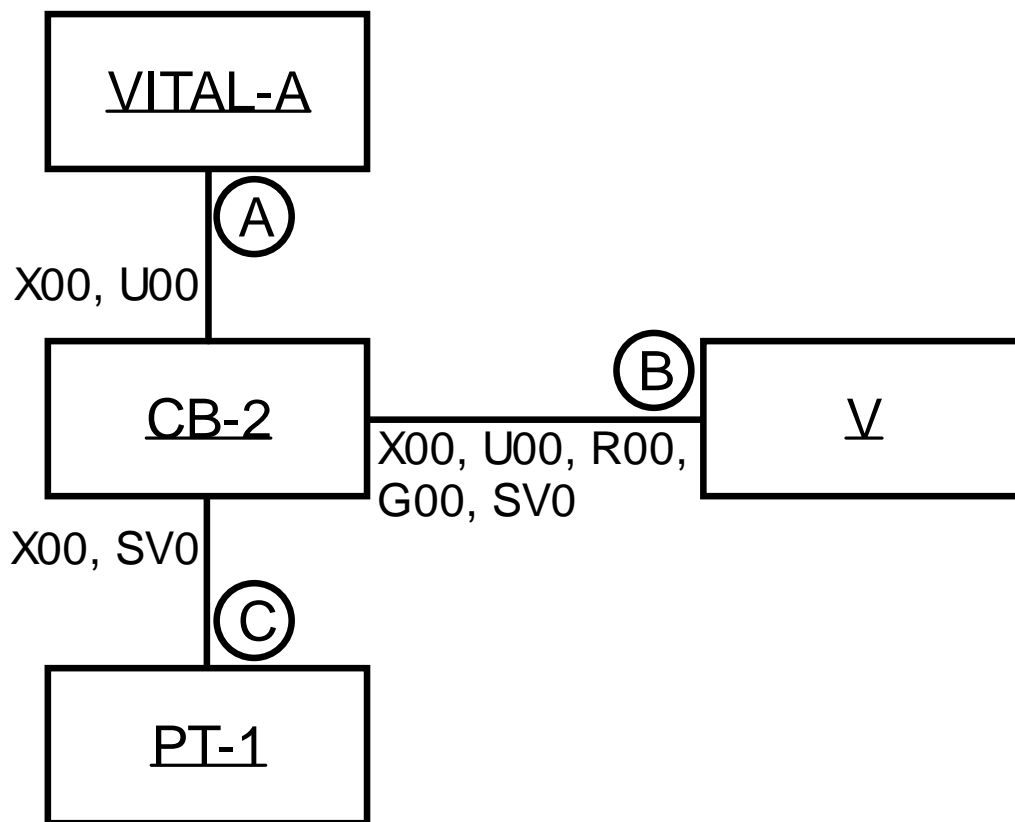 VITAL-A
A
X00, U00
CB-2
B
V
X00, U00, R00,
G00, SV0
X00, SV0
C
PT-1